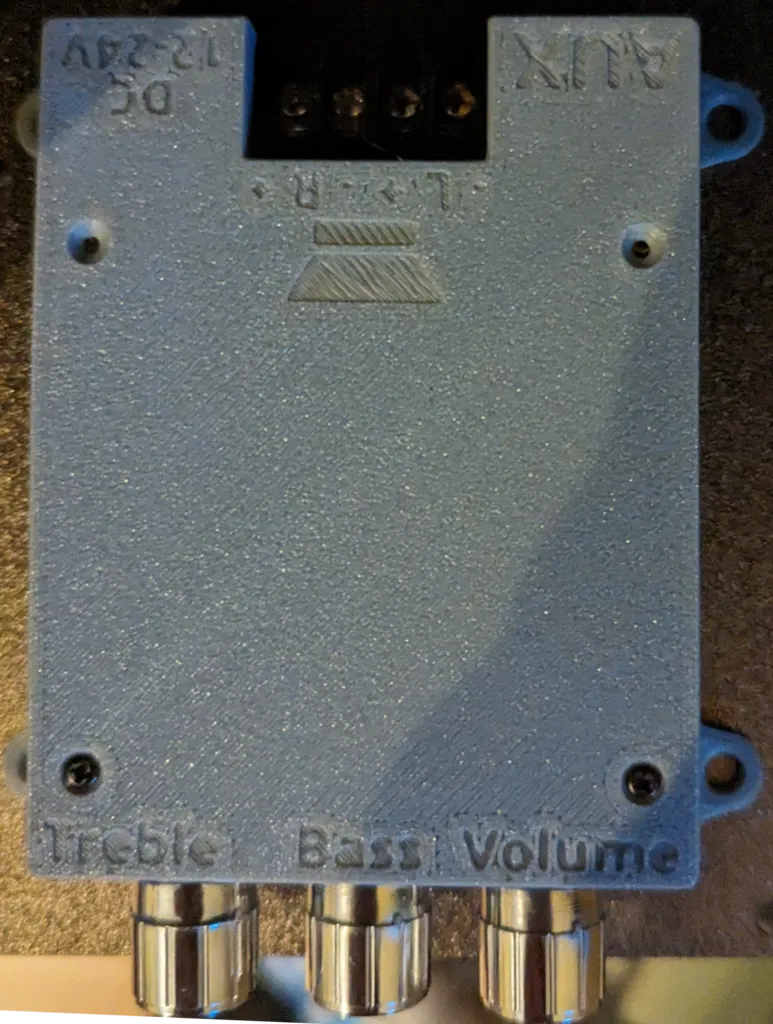 AUX
12-24V
DC
- L + - R +
Treble
Bass
Volume